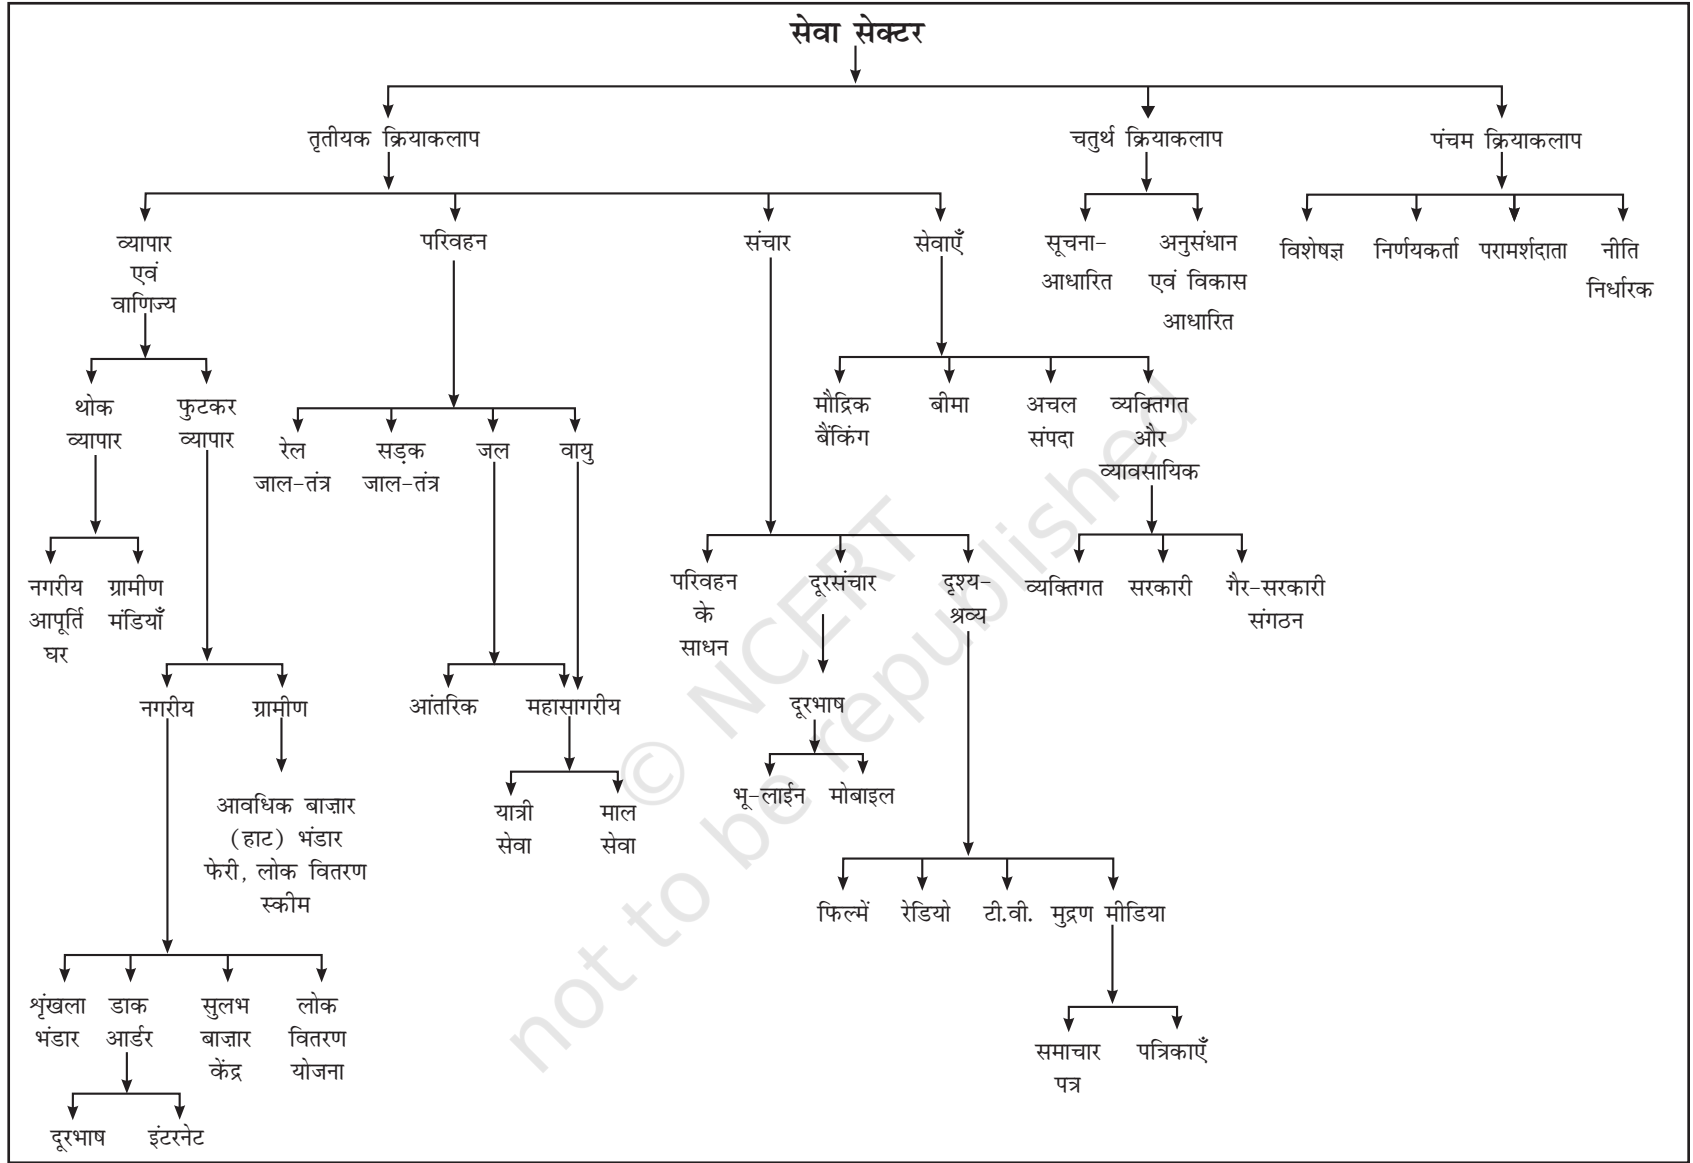 सेवा सेक्टर
तृतीयक क्रियाकलाप
चतुर्थ क्रियाकलाप
पंचम क्रियाकलाप
व्यापार
एवं
वाणिज्य
परिवहन
संचार
सेवाएँ
सूचना-
आधारित
अनुसंधान
एवं विकास
आधारित
विशेषज्ञ
निर्णयकर्ता
परामर्शदाता
नीति
निर्धारक
थोक
व्यापार
फुटकर
व्यापार
रेल
जाल-तंत्र
सड़क
जाल-तंत्र
जल
वायु
मौद्रिक
बैंकिंग
बीमा
अचल
संपदा
व्यक्तिगत
और
व्यावसायिक
नगरीय
आपूर्ति
घर
ग्रामीण
मंडियाँ
परिवहन
के
साधन
दूरसंचार
दृश्य-
श्रव्य
व्यक्तिगत
सरकारी
गैर-सरकारी
संगठन
नगरीय
ग्रामीण
आंतरिक
महासागरीय
दूरभाष
आवधिक बाज़ार
(हाट) भंडार
फेरी, लोक वितरण
स्कीम
यात्री
सेवा
माल
सेवा
भू-लाईन
मोबाइल
फिल्में
रेडियो
टी.वी.
मुद्रण मीडिया
शृंखला
भंडार
डाक
आर्डर
सुलभ
बाज़ार
केंद्र
लोक
वितरण
योजना
समाचार
पत्र
पत्रिकाएँ
दूरभाष
इंटरनेट
© NCERT
not to be republished